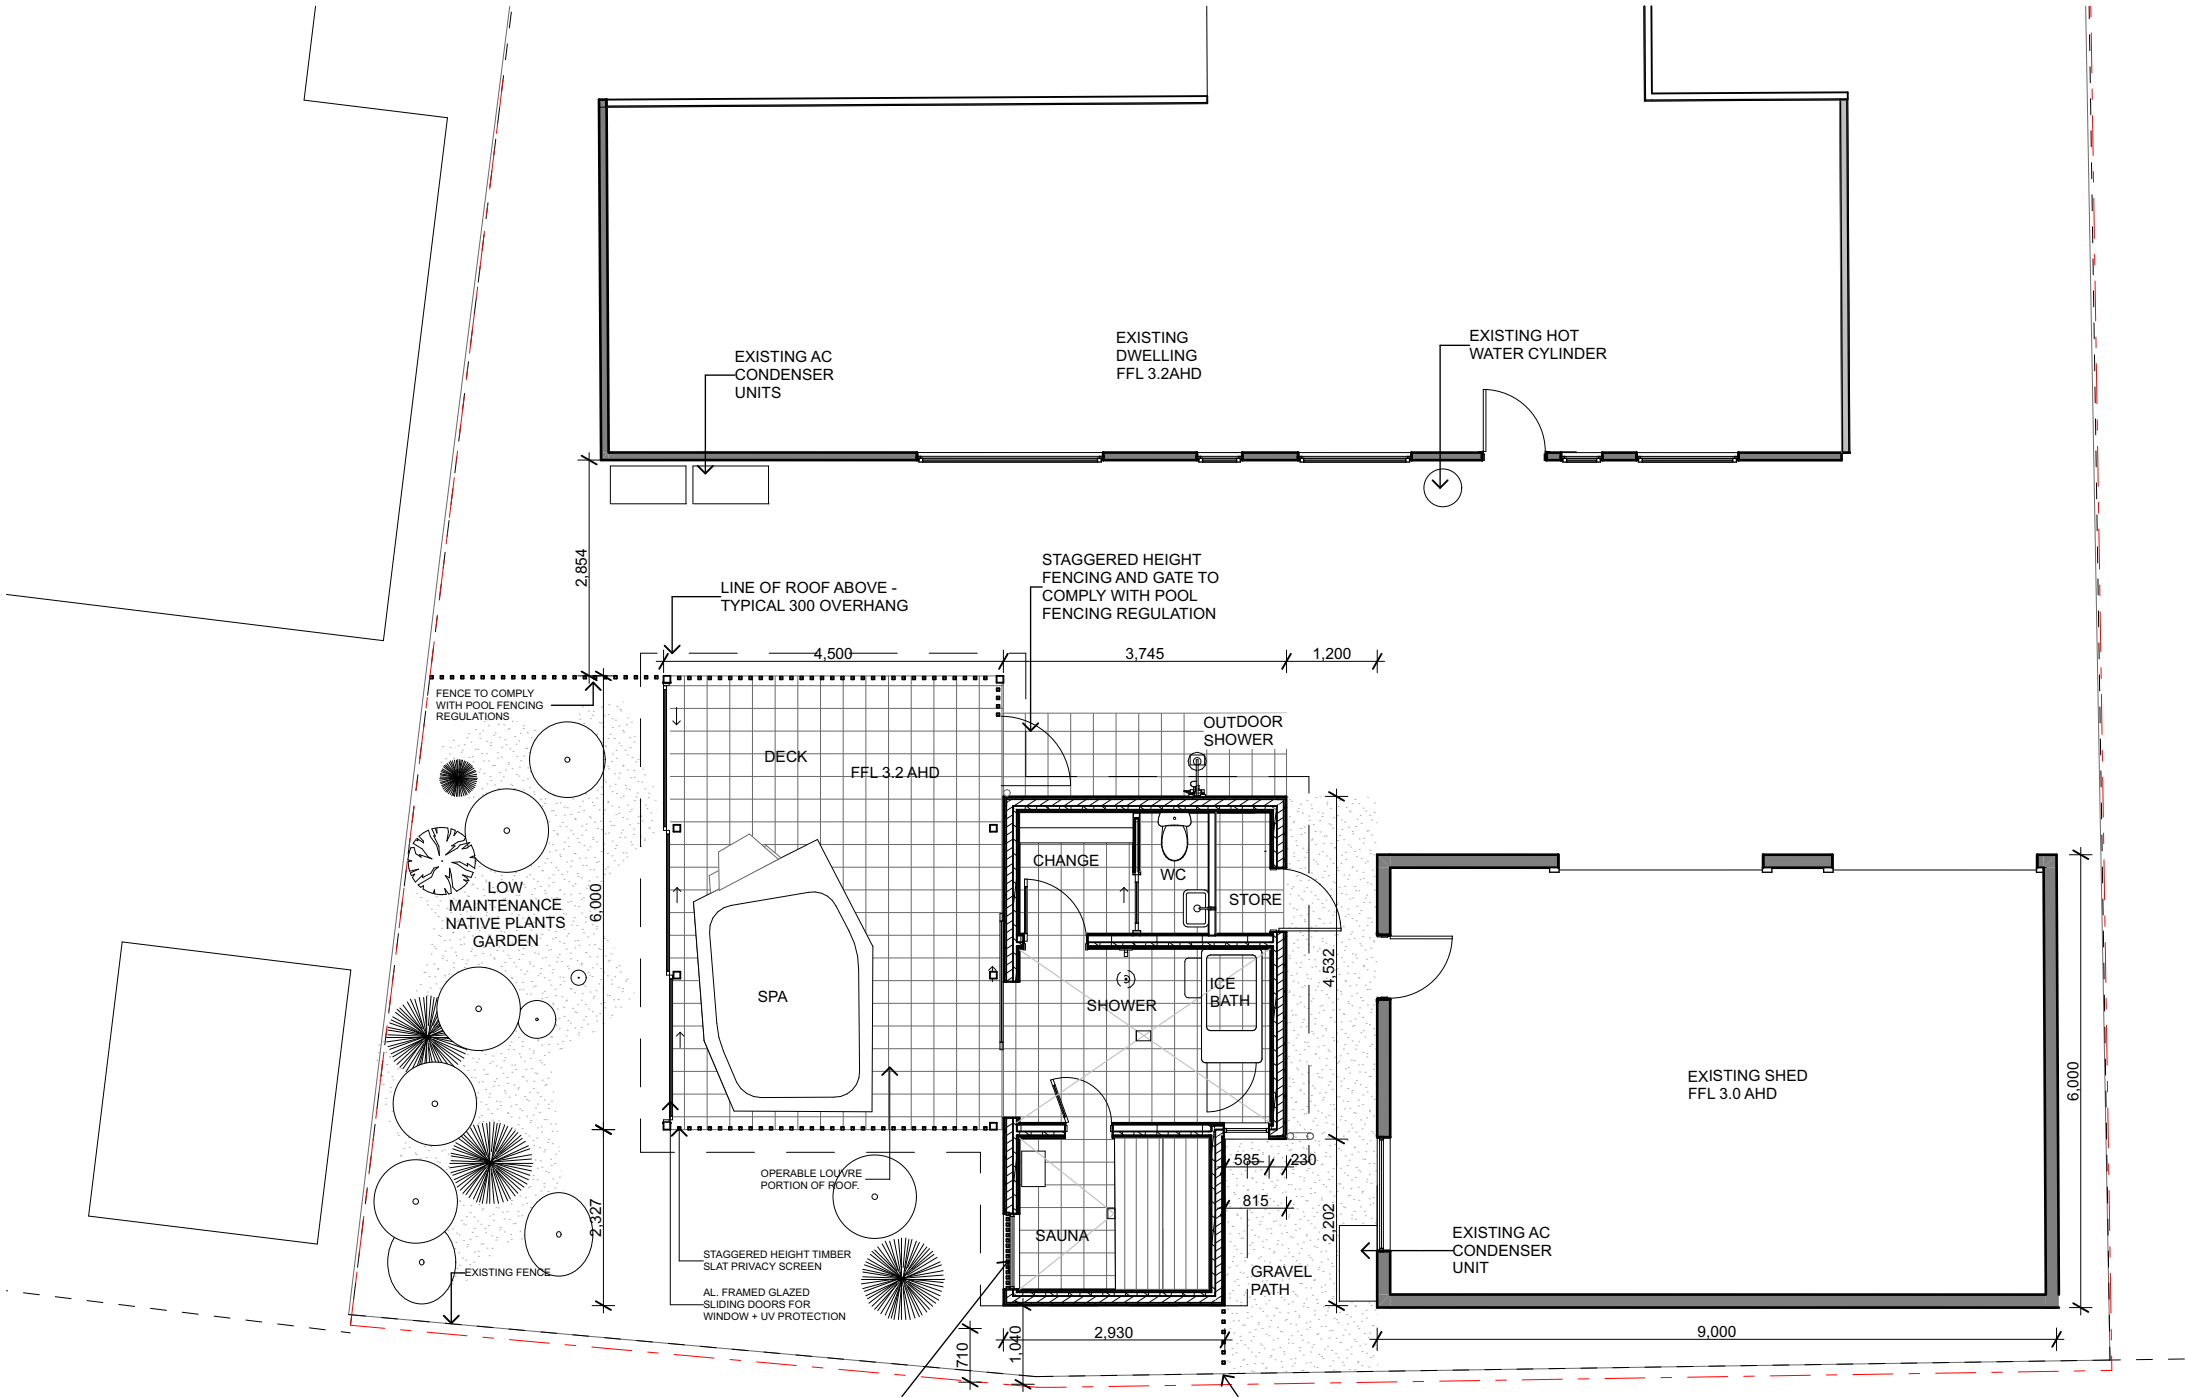 EXISTING
DWELLING
FFL 3.2AHD
EXISTING HOT
WATER CYLINDER
EXISTING AC
CONDENSER
UNITS
2,854
STAGGERED HEIGHT
FENCING AND GATE TO
COMPLY WITH POOL
FENCING REGULATION
LINE OF ROOF ABOVE -
TYPICAL 300 OVERHANG
4,500
3,745
1,200
FENCE TO COMPLY
WITH POOL FENCING
REGULATIONS
OUTDOOR
SHOWER
DECK
FFL 3.2 AHD
CHANGE
WC
STORE
LOW
MAINTENANCE
NATIVE PLANTS
GARDEN
6,000
4,532
SPA
SHOWER
ICE
BATH
EXISTING SHED
FFL 3.0 AHD
6,000
OPERABLE LOUVRE
PORTION OF ROOF.
585
230
815
2,327
2,202
SAUNA
STAGGERED HEIGHT TIMBER
SLAT PRIVACY SCREEN
EXISTING FENCE
AL. FRAMED GLAZED
SLIDING DOORS FOR
WINDOW + UV PROTECTION
GRAVEL
PATH
EXISTING AC
CONDENSER
UNIT
710
1,040
2,930
9,000